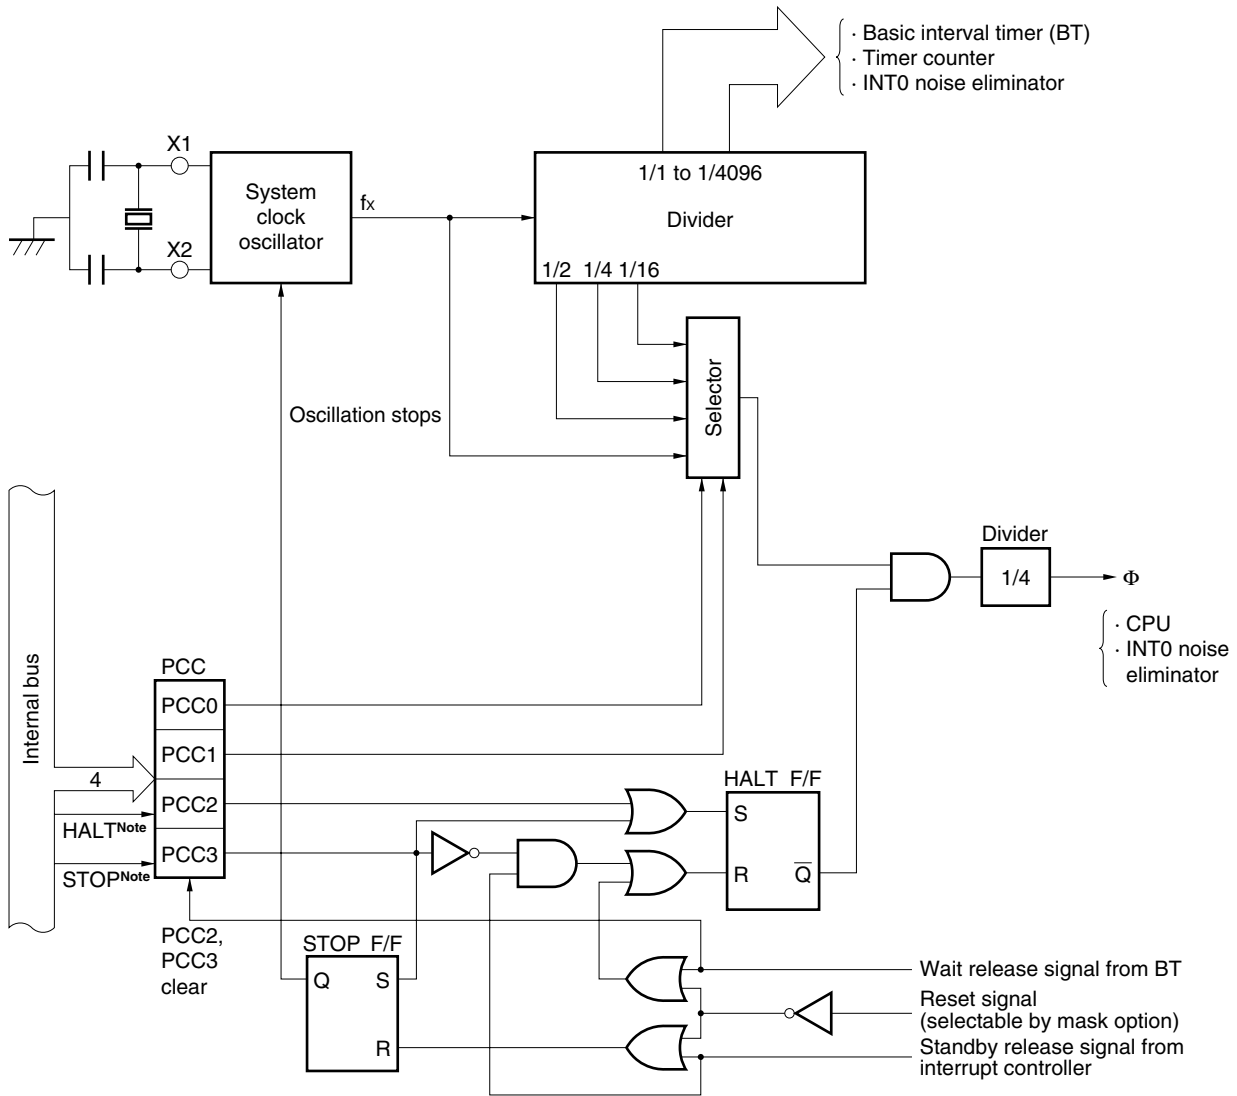 · Basic interval timer (BT)
· Timer counter
· INT0 noise eliminator
X1
System
clock
oscillator
X2
fX
1/1 to 1/4096
Divider
1/2 1/4 1/16
Selector
Oscillation stops
Divider
1/4
Φ
· CPU
· INT0 noise
eliminator
Internal bus
PCC
PCC0
PCC1
PCC2
PCC3
4
HALTNote
STOPNote
PCC2,
PCC3
clear
HALT F/F
S
R
Q̅
STOP F/F
Q
S
R
Wait release signal from BT
Reset signal
(selectable by mask option)
Standby release signal from
interrupt controller